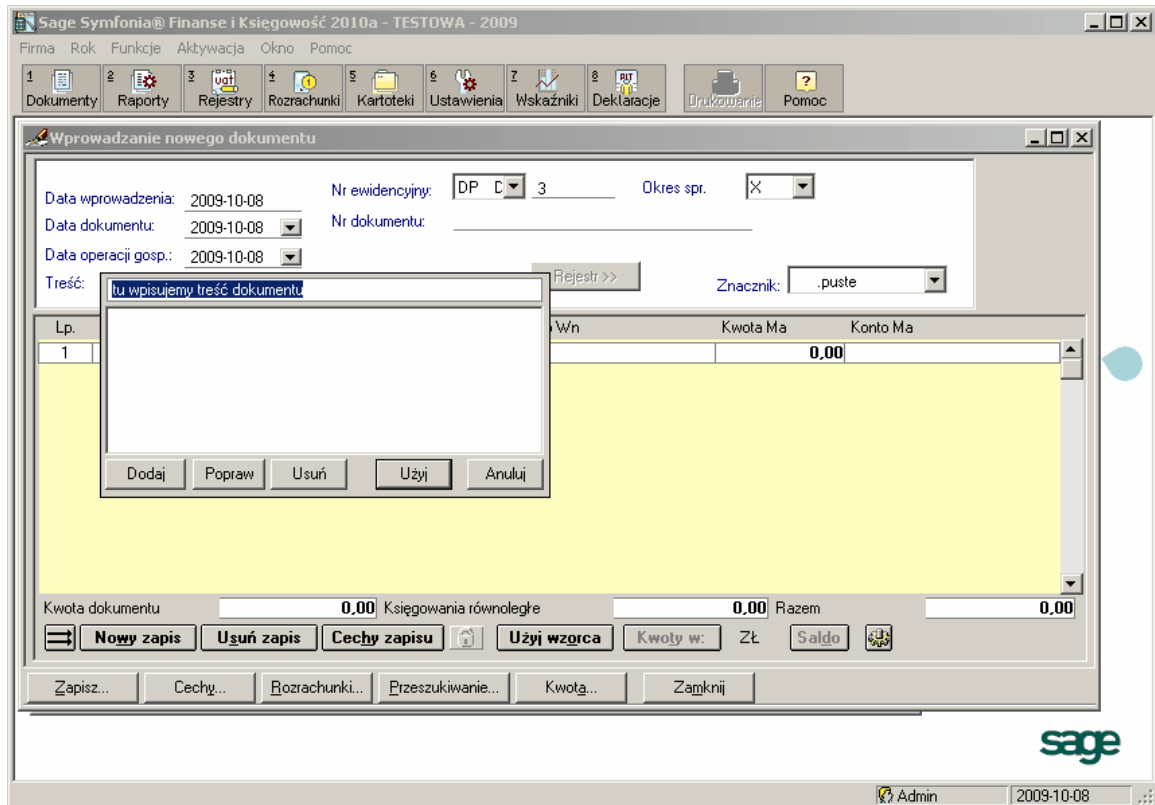 Sage Symfonia® Finanse i Księgowość 2010a - TESTOWA - 2009
Firma Rok Funkcje Aktywacja Okno Pomoc
1 2 3 4 5 6 7 8
Dokumenty Raporty Rejestry Rozrachunki Kartoteki Ustawienia Wskaźniki Deklaracje Drukowanie Pomoc
Wprowadzanie nowego dokumentu
Data wprowadzenia: 2009-10-08 Nr ewidencyjny: DP 3 Okres spr. X
Data dokumentu: 2009-10-08 Nr dokumentu:
Data operacji gosp.: 2009-10-08
Treść: Rejestr >> Znacznik: .puste
tu wpisujemy treść dokumentu
Lp. Wn Kwota Ma Konto Ma
1 0,00
Dodaj Popraw Usuń Użyj Anuluj
Kwota dokumentu 0,00 Księgowania równoległe 0,00 Razem 0,00
Nowy zapis Usuń zapis Cechy zapisu Użyj wzorca Kwoty w: ZŁ Saldo
Zapisz... Cechy... Rozrachunki... Przeszukiwanie... Kwota... Zamknij
sage
Admin 2009-10-08